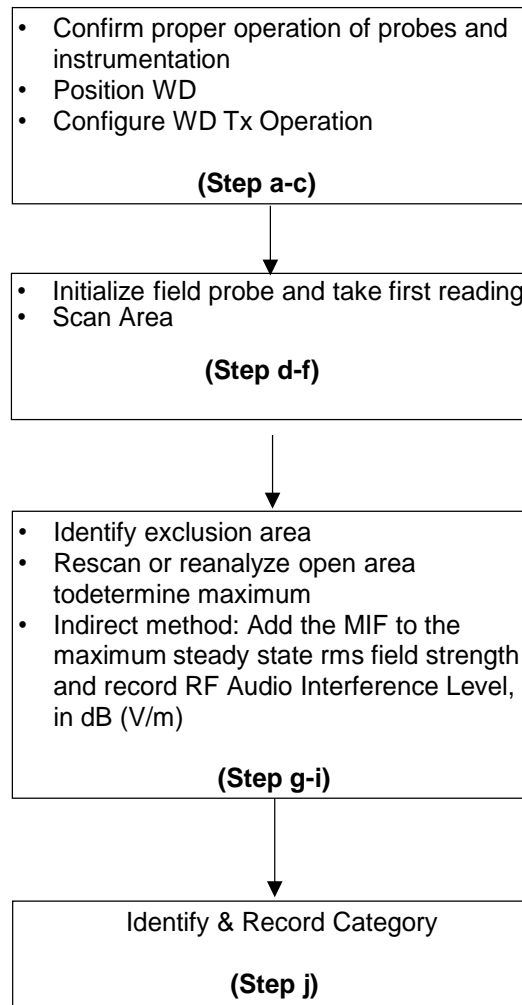 • Confirm proper operation of probes and
instrumentation
• Position WD
• Configure WD Tx Operation
(Step a-c)
• Initialize field probe and take first reading
• Scan Area
(Step d-f)
• Identify exclusion area
• Rescan or reanalyze open area
todetermine maximum
• Indirect method: Add the MIF to the
maximum steady state rms field strength
and record RF Audio Interference Level,
in dB (V/m)
(Step g-i)
Identify & Record Category
(Step j)